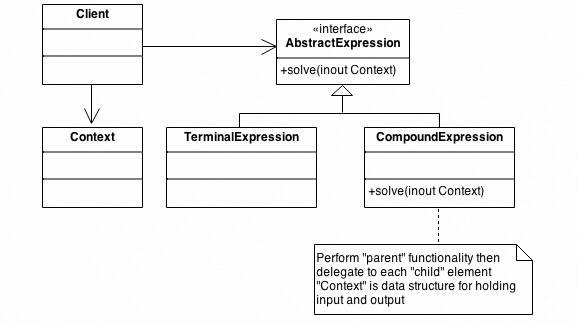 Client
«interface»
AbstractExpression
+solve(inout Context)
Context
TerminalExpression
CompoundExpression
+solve(inout Context)
Perform "parent" functionality then
delegate to each "child" element
"Context" is data structure for holding
input and output